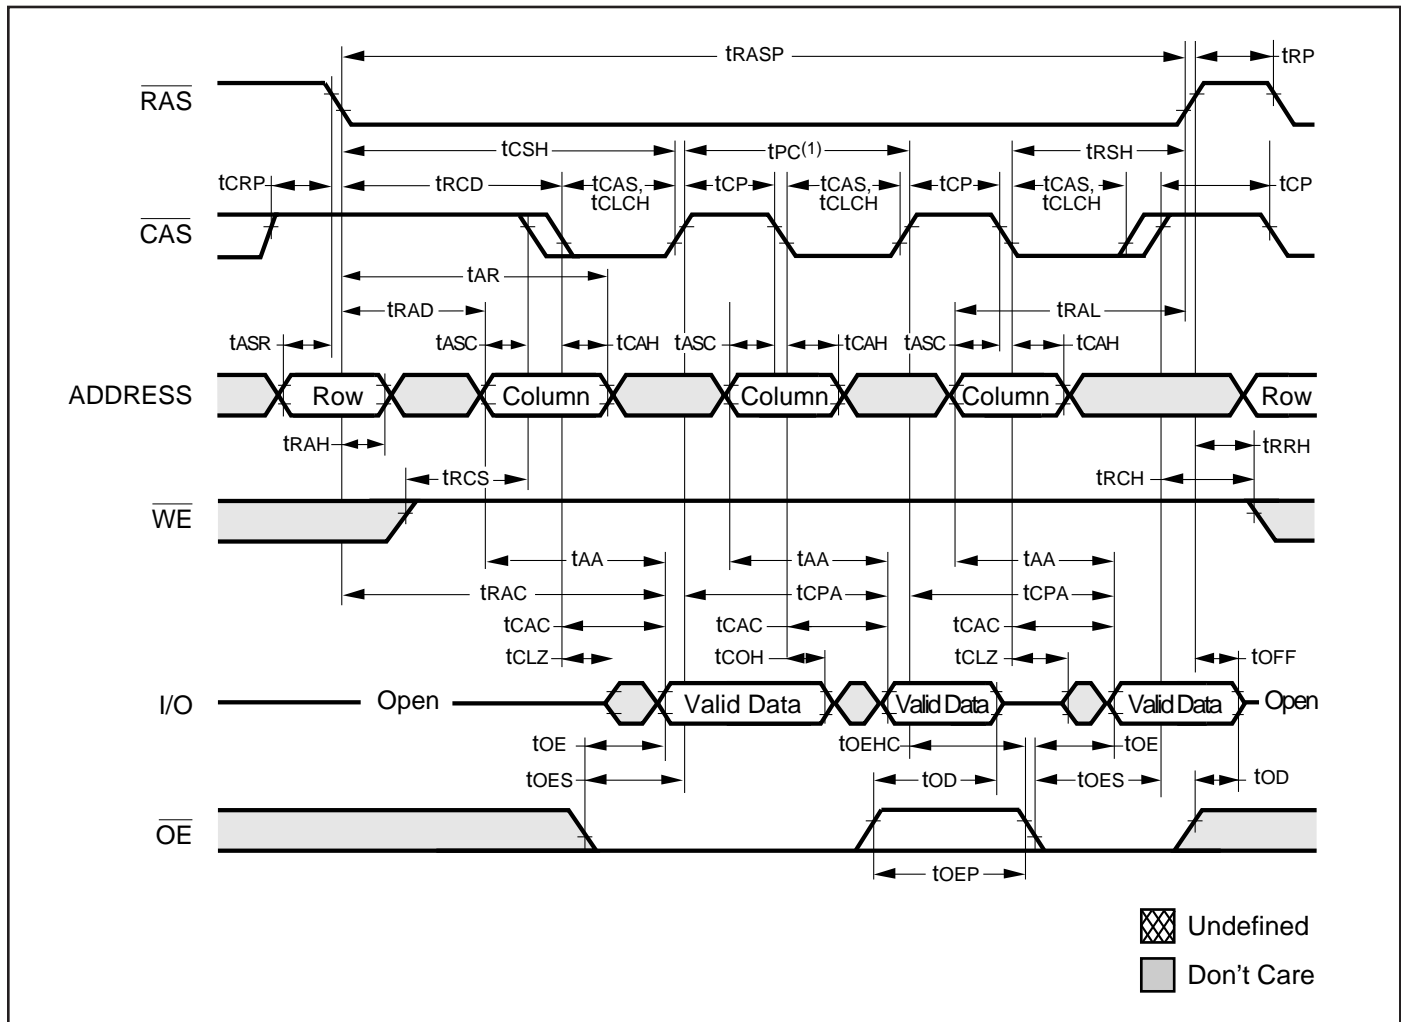 tRASP tRP
RAS
tCSH tPC(1) tRSH
tCRP tRCD tCAS, tCLCH tCP tCAS, tCLCH tCP tCAS, tCLCH tCP
CAS
tAR
tRAD tRAL
tASR tASC tCAH tASC tCAH tASC tCAH
ADDRESS Row Column Column Column Row
tRAH tRRH
tRCS tRCH
WE
tAA tAA tAA
tRAC tCPA tCPA
tCAC tCAC tCAC
tCLZ tCOH tCLZ tOFF
I/O Open Valid Data Valid Data Valid Data Open
tOE tOEHC tOE
tOES tOD tOES tOD
OE
tOEP
Undefined
Don't Care